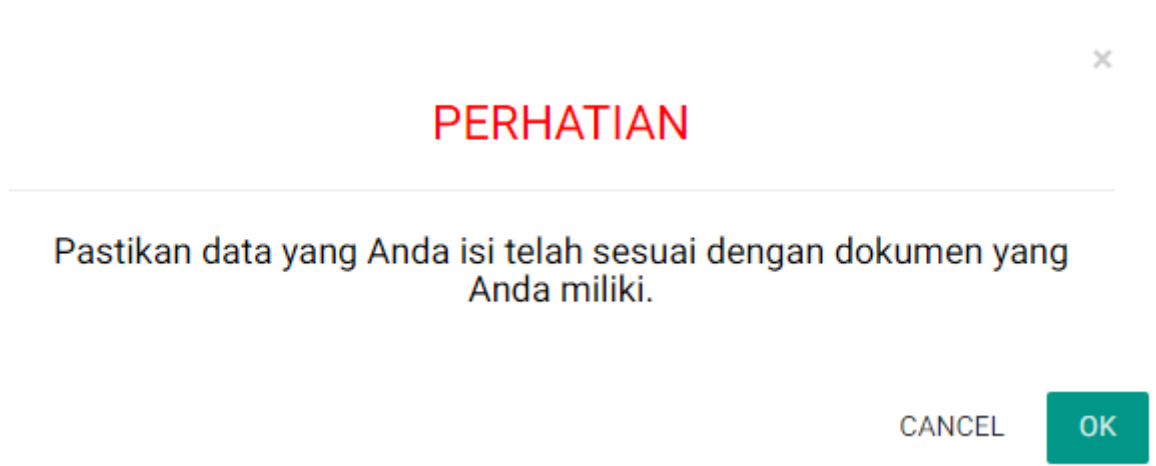 ×
PERHATIAN
Pastikan data yang Anda isi telah sesuai dengan dokumen yang
Anda miliki.
CANCEL OK